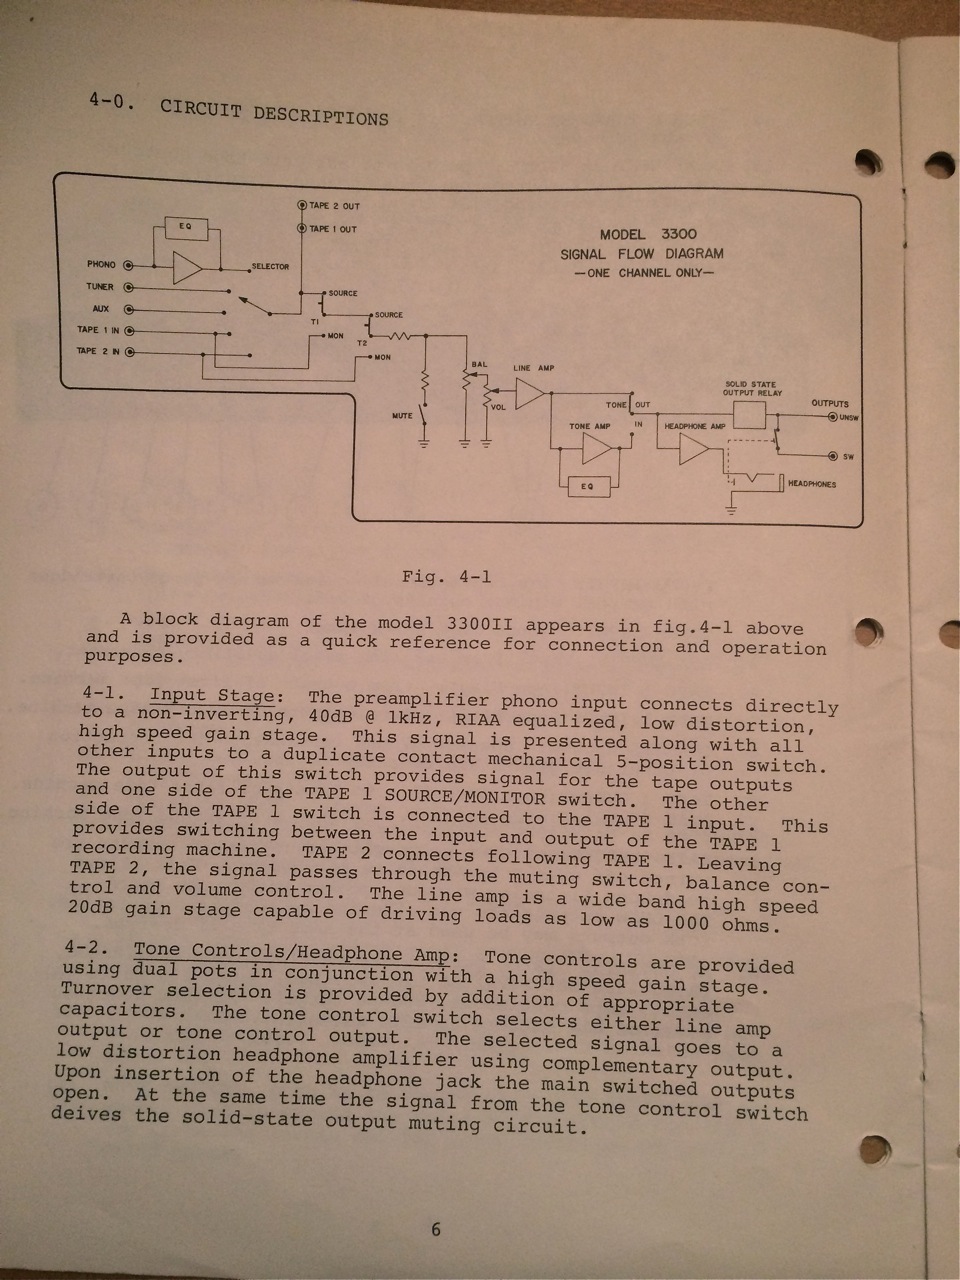 4-0. CIRCUIT DESCRIPTIONS
TAPE 2 OUT
TAPE 1 OUT
EQ
MODEL 3300
SIGNAL FLOW DIAGRAM
—ONE CHANNEL ONLY—
PHONO
SELECTOR
TUNER
SOURCE
AUX
T1
SOURCE
TAPE 1 IN
MON
T2
TAPE 2 IN
MON
BAL
LINE AMP
SOLID STATE
OUTPUT RELAY
VOL
TONE
OUT
OUTPUTS
UNSW
MUTE
TONE AMP
IN
HEADPHONE AMP
SW
EQ
HEADPHONES
Fig. 4-1
A block diagram of the model 3300II appears in fig.4-1 above
and is provided as a quick reference for connection and operation
purposes.
4-1. Input Stage: The preamplifier phono input connects directly
to a non-inverting, 40dB @ 1kHz, RIAA equalized, low distortion,
high speed gain stage. This signal is presented along with all
other inputs to a duplicate contact mechanical 5-position switch.
The output of this switch provides signal for the tape outputs
and one side of the TAPE 1 SOURCE/MONITOR switch. The other
side of the TAPE 1 switch is connected to the TAPE 1 input. This
provides switching between the input and output of the TAPE 1
recording machine. TAPE 2 connects following TAPE 1. Leaving
TAPE 2, the signal passes through the muting switch, balance con-
trol and volume control. The line amp is a wide band high speed
20dB gain stage capable of driving loads as low as 1000 ohms.
4-2. Tone Controls/Headphone Amp: Tone controls are provided
using dual pots in conjunction with a high speed gain stage.
Turnover selection is provided by addition of appropriate
capacitors. The tone control switch selects either line amp
output or tone control output. The selected signal goes to a
low distortion headphone amplifier using complementary output.
Upon insertion of the headphone jack the main switched outputs
open. At the same time the signal from the tone control switch
deives the solid-state output muting circuit.
6